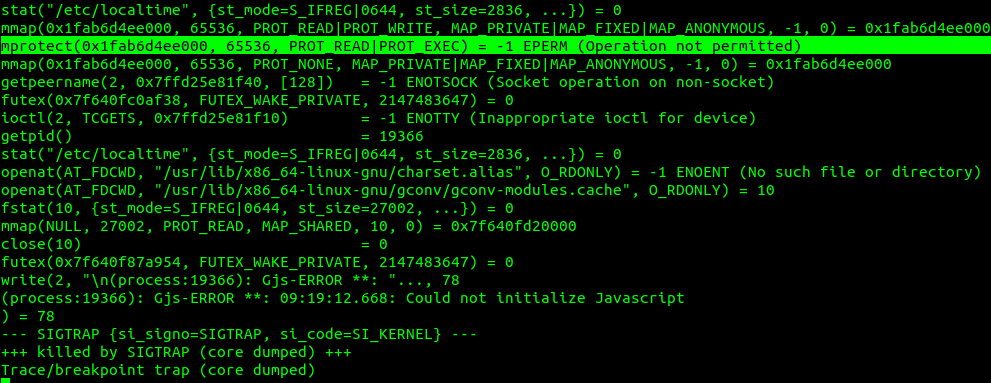 stat("/etc/localtime", {st_mode=S_IFREG|0644, st_size=2836, ...}) = 0
mmap(0x1fab6d4ee000, 65536, PROT_READ|PROT_WRITE, MAP_PRIVATE|MAP_FIXED|MAP_ANONYMOUS, -1, 0) = 0x1fab6d4ee000
mprotect(0x1fab6d4ee000, 65536, PROT_READ|PROT_EXEC) = -1 EPERM (Operation not permitted)
mmap(0x1fab6d4ee000, 65536, PROT_NONE, MAP_PRIVATE|MAP_FIXED|MAP_ANONYMOUS, -1, 0) = 0x1fab6d4ee000
getpeername(2, 0x7ffd25e81f40, [128])   = -1 ENOTSOCK (Socket operation on non-socket)
futex(0x7f640fc0af38, FUTEX_WAKE_PRIVATE, 2147483647) = 0
ioctl(2, TCGETS, 0x7ffd25e81f10)        = -1 ENOTTY (Inappropriate ioctl for device)
getpid()                                = 19366
stat("/etc/localtime", {st_mode=S_IFREG|0644, st_size=2836, ...}) = 0
openat(AT_FDCWD, "/usr/lib/x86_64-linux-gnu/charset.alias", O_RDONLY) = -1 ENOENT (No such file or directory)
openat(AT_FDCWD, "/usr/lib/x86_64-linux-gnu/gconv/gconv-modules.cache", O_RDONLY) = 10
fstat(10, {st_mode=S_IFREG|0644, st_size=27002, ...}) = 0
mmap(NULL, 27002, PROT_READ, MAP_SHARED, 10, 0) = 0x7f640fd20000
close(10)                               = 0
futex(0x7f640f87a954, FUTEX_WAKE_PRIVATE, 2147483647) = 0
write(2, "\n(process:19366): Gjs-ERROR **: "..., 78
(process:19366): Gjs-ERROR **: 09:19:12.668: Could not initialize Javascript
) = 78
--- SIGTRAP {si_signo=SIGTRAP, si_code=SI_KERNEL} ---
+++ killed by SIGTRAP (core dumped) +++
Trace/breakpoint trap (core dumped)